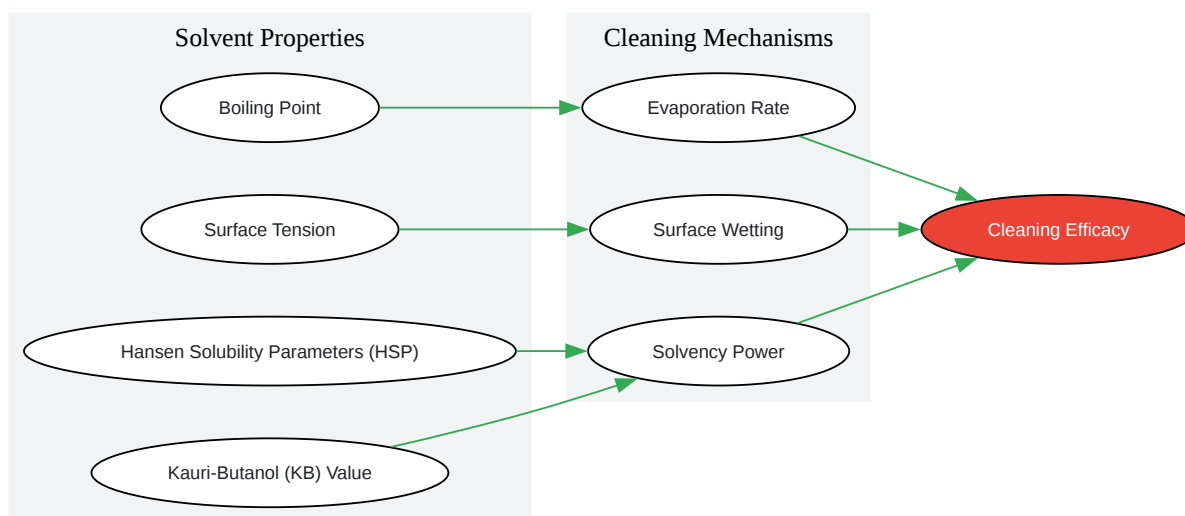 Solvent Properties
Cleaning Mechanisms
Boiling Point
Evaporation Rate
Surface Tension
Surface Wetting
Cleaning Efficacy
Hansen Solubility Parameters (HSP)
Solvency Power
Kauri-Butanol (KB) Value